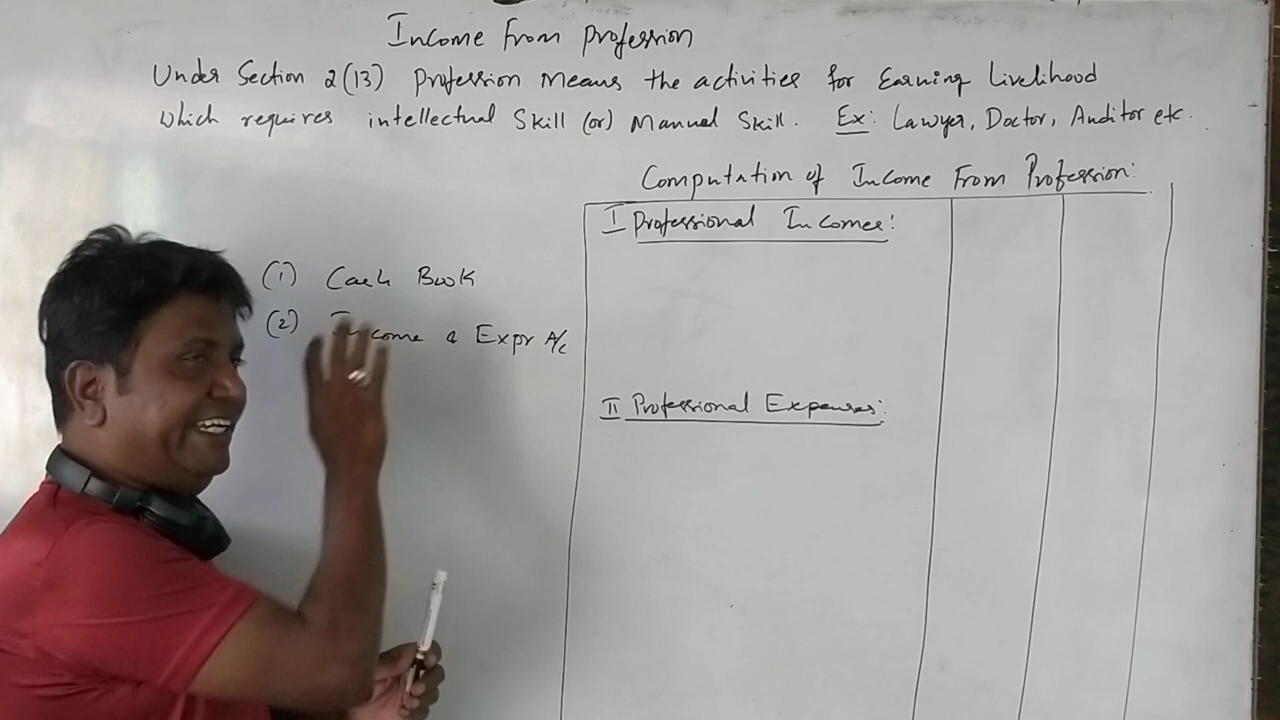 Income From Profession
Under Section 2(13) Profession Means the activities for Earning Livelihood
which requires intellectual Skill (or) Manual Skill. Ex: Lawyer, Doctor, Auditor etc.
Computation of Income From Profession:
I Professional Incomes:
(1) Cash Book
(2) Income & Expr A/c
II Professional Expenses: